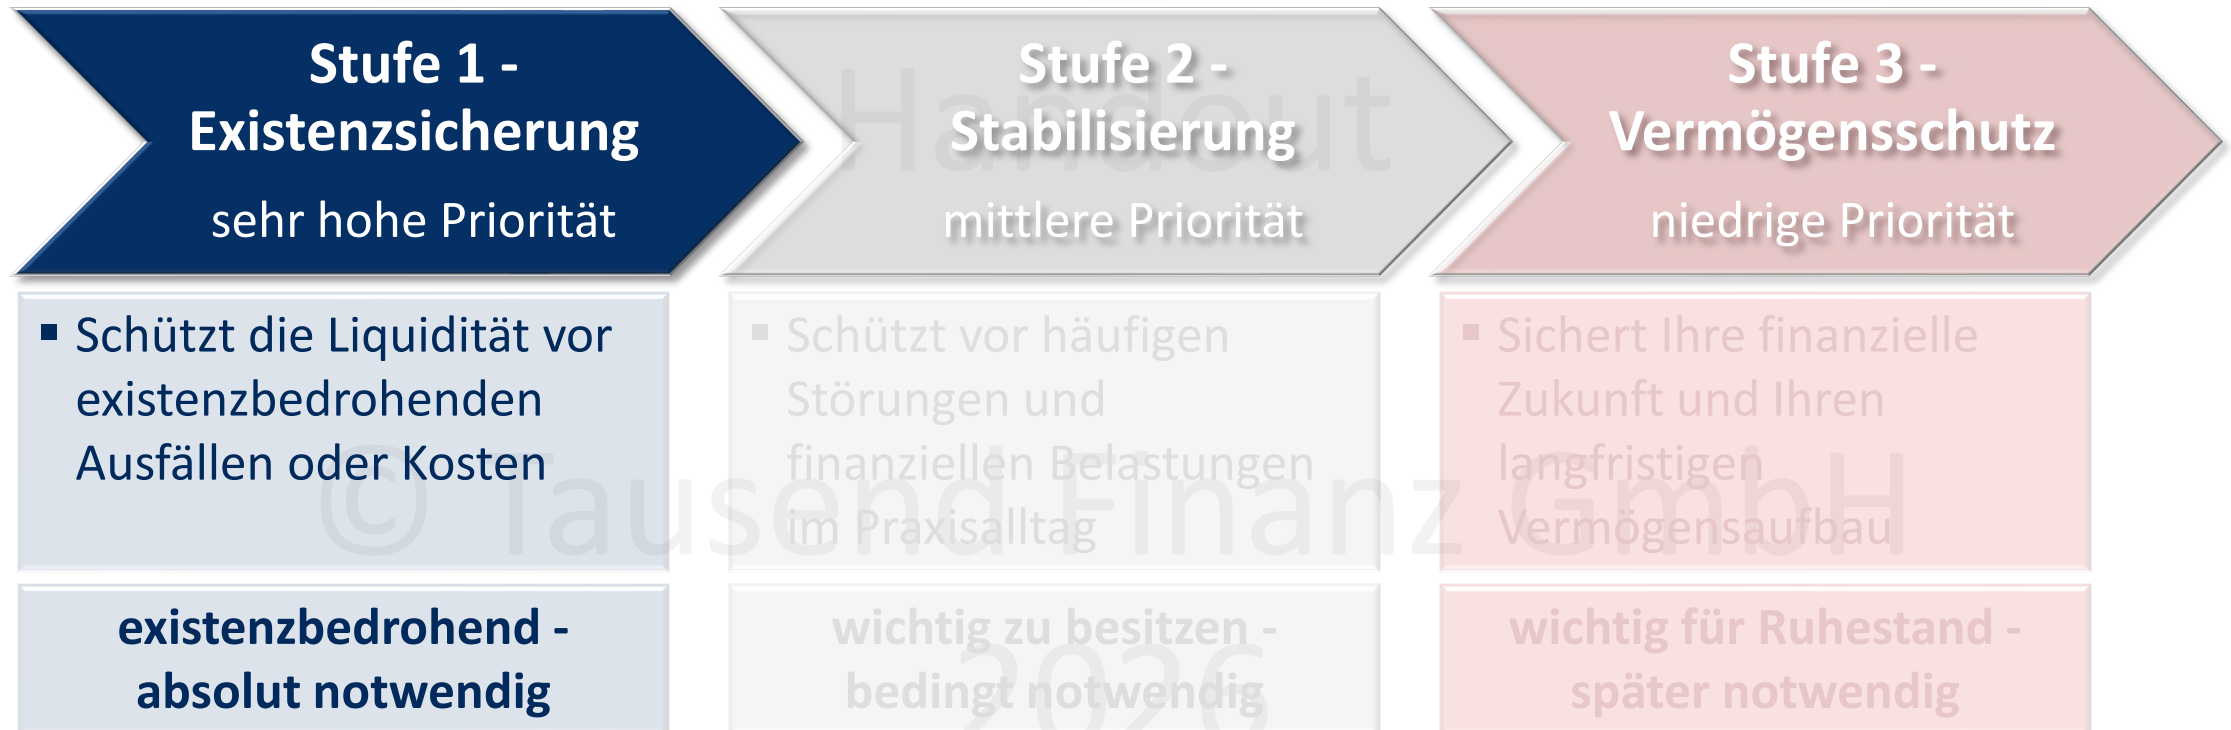 Stufe 1 -
Existenzsicherung
sehr hohe Priorität
Stufe 2 -
Stabilisierung
mittlere Priorität
Stufe 3 -
Vermögensschutz
niedrige Priorität
▪ Schützt die Liquidität vor
existenzbedrohenden
Ausfällen oder Kosten
▪ Schützt vor häufigen
Störungen und
finanziellen Belastungen
im Praxisalltag
▪ Sichert Ihre finanzielle
Zukunft und Ihren
langfristigen
Vermögensaufbau
existenzbedrohend -
absolut notwendig
wichtig zu besitzen -
bedingt notwendig
wichtig für Ruhestand -
später notwendig
Handout
© Tausend Finanz GmbH
2026